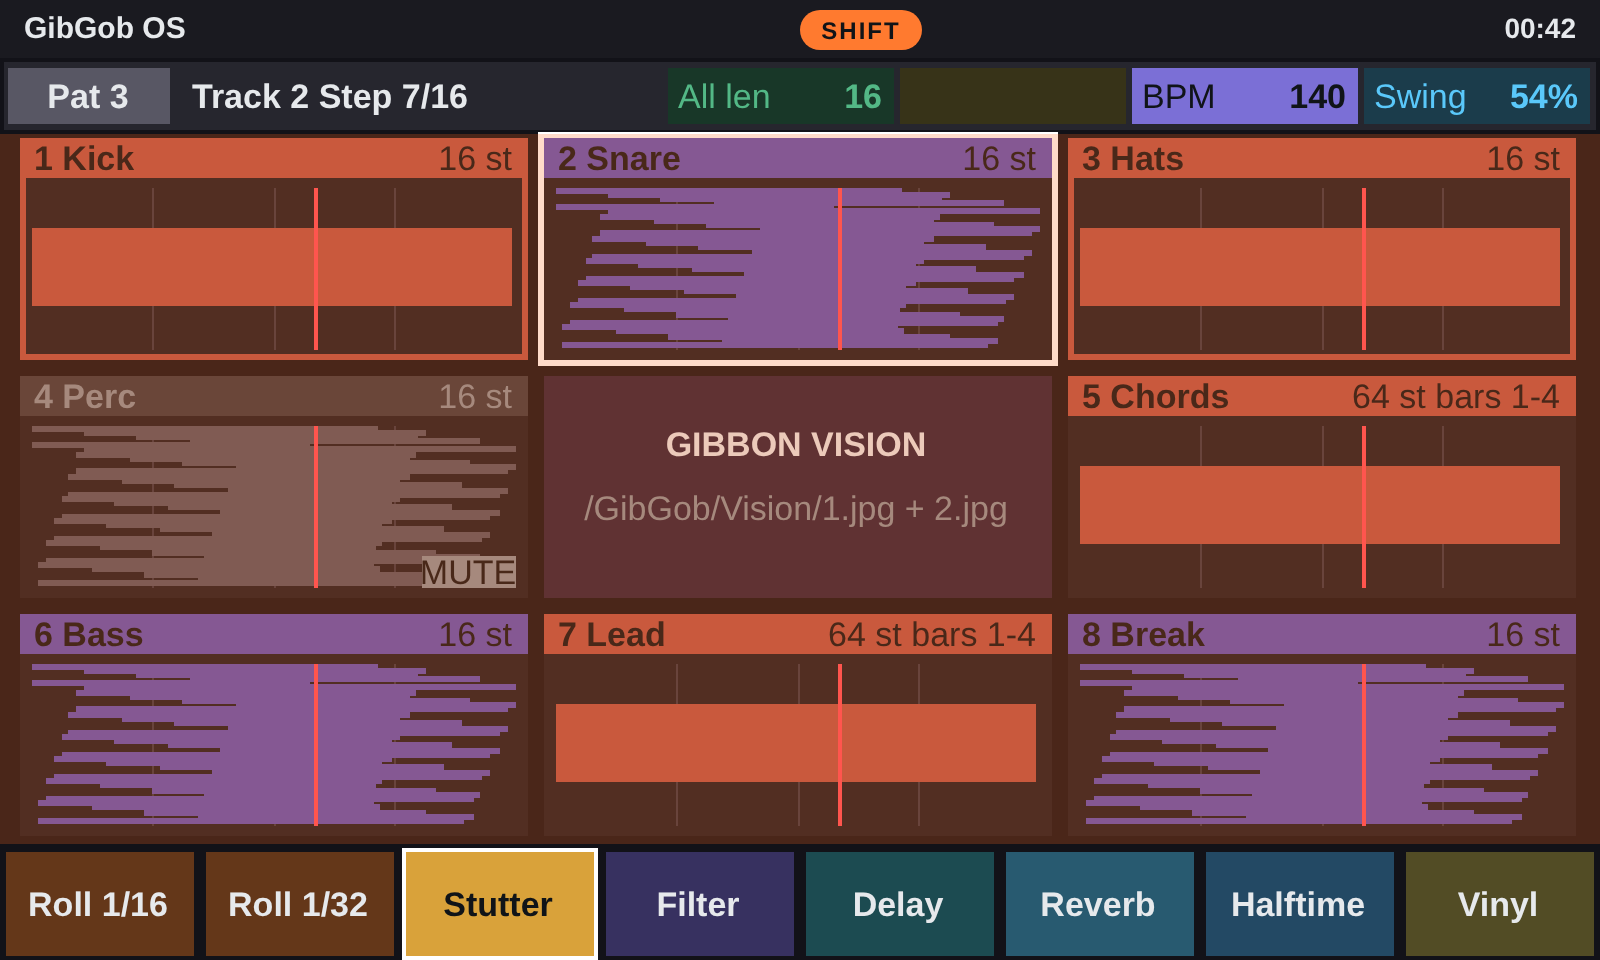 GibGob OS
SHIFT
00:42
Pat 3
Track 2 Step 7/16
All len 16
BPM 140
Swing 54%
1 Kick 16 st
2 Snare 16 st
3 Hats 16 st
4 Perc 16 st
MUTE
GIBBON VISION
/GibGob/Vision/1.jpg + 2.jpg
5 Chords 64 st bars 1-4
6 Bass 16 st
7 Lead 64 st bars 1-4
8 Break 16 st
Roll 1/16
Roll 1/32
Stutter
Filter
Delay
Reverb
Halftime
Vinyl